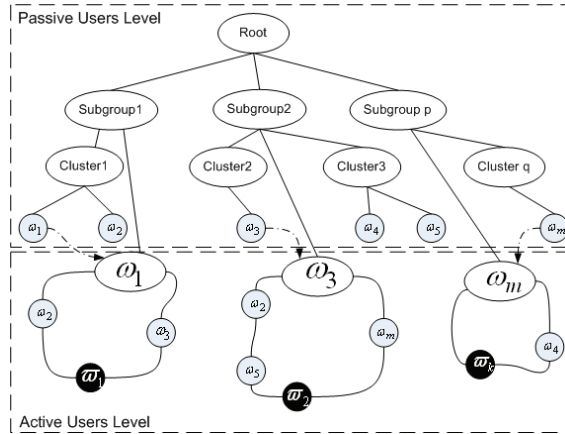 Passive Users Level
Root
Subgroup1
Subgroup2
Subgroup p
Cluster1
Cluster2
Cluster3
Cluster q
ω₁
ω₂
ω₃
ω₄
ω₅
ωₘ
ω₁
ω₃
ωₘ
ω₂
ω₃
ω₂
ωₘ
ω₄
ω₅
ϖ₁
ϖ₂
ϖₖ
Active Users Level